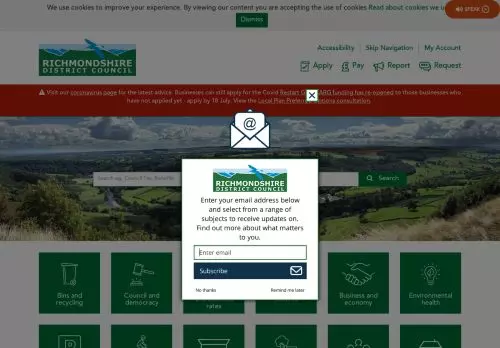 We use cookies to improve your experience. By viewing our content you are accepting the use of cookies Read about cookies we u
Dismiss
SPEAK
RICHMONDSHIRE
DISTRICT COUNCIL
Accessibility Skip Navigation My Account
Apply Pay Report Request
Visit our coronavirus page for the latest advice. Businesses can still apply for the Covid Restart G ARG funding has re-opened to those businesses who
have not applied yet - apply by 18 July. View the Local Plan Preferred Options consultation.
RICHMONDSHIRE
DISTRICT COUNCIL
Enter your email address below
and select from a range of
subjects to receive updates on.
Find out more about what matters
to you.
Enter email
Subscribe
No thanks Remind me later
Search eg. Council Tax,
Search
Bins and
recycling
Council and
democracy
rates
Business and
economy
Environmental
health